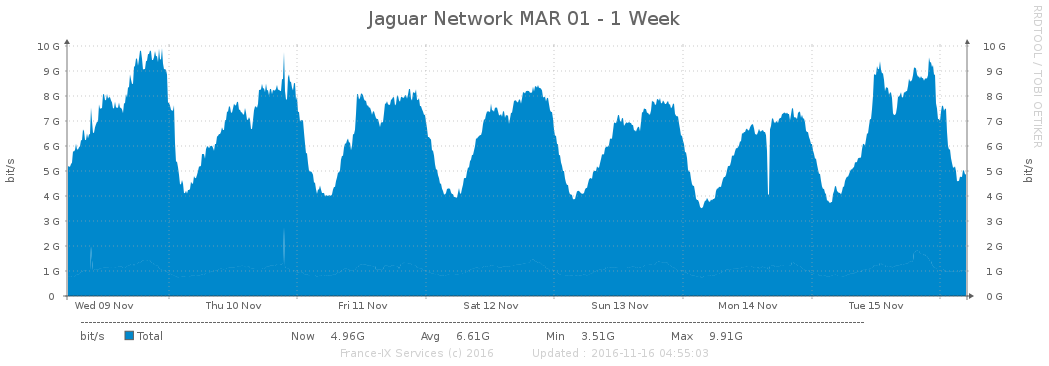 Jaguar Network MAR 01 - 1 Week
RRDTOOL / TOBI OETIKER
10 G 10 G
9 G 9 G
8 G 8 G
7 G 7 G
6 G 6 G
5 G 5 G
4 G 4 G
3 G 3 G
2 G 2 G
1 G 1 G
0 0 G
bit/s bit/s
Wed 09 Nov Thu 10 Nov Fri 11 Nov Sat 12 Nov Sun 13 Nov Mon 14 Nov Tue 15 Nov
bit/s Total Now 4.96G Avg 6.61G Min 3.51G Max 9.91G
France-IX Services (c) 2016 Updated : 2016-11-16 04:55:03